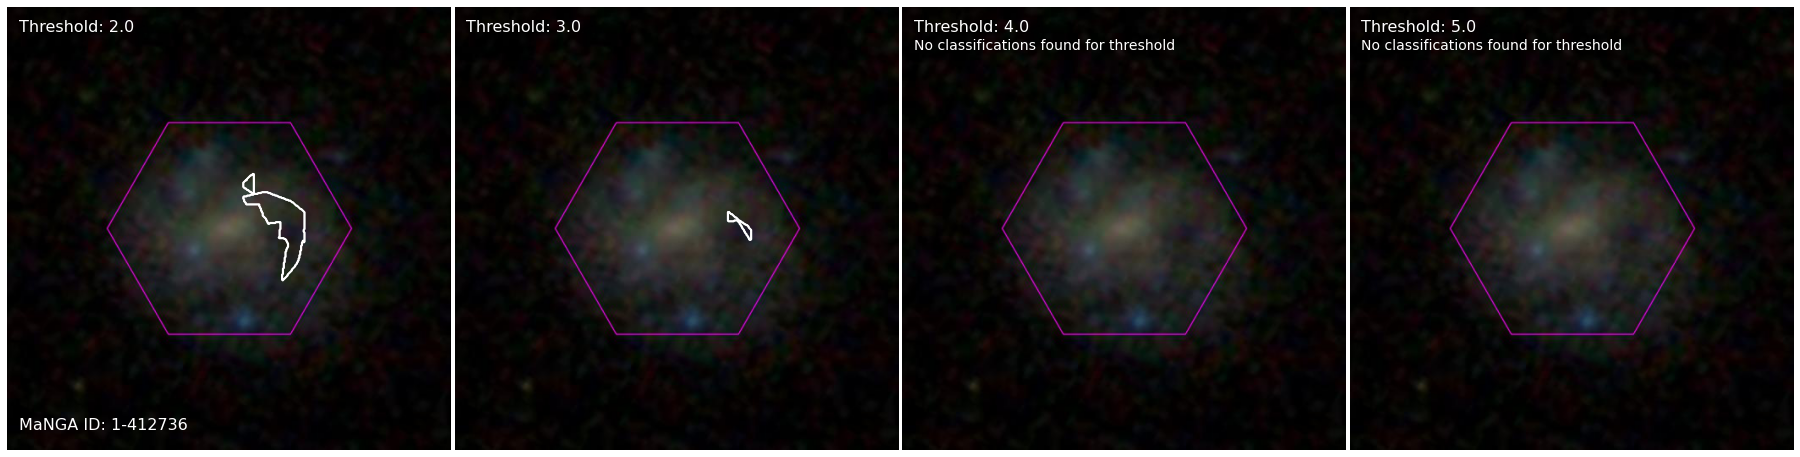 Threshold: 2.0
MaNGA ID: 1-412736
Threshold: 3.0
Threshold: 4.0
No classifications found for threshold
Threshold: 5.0
No classifications found for threshold